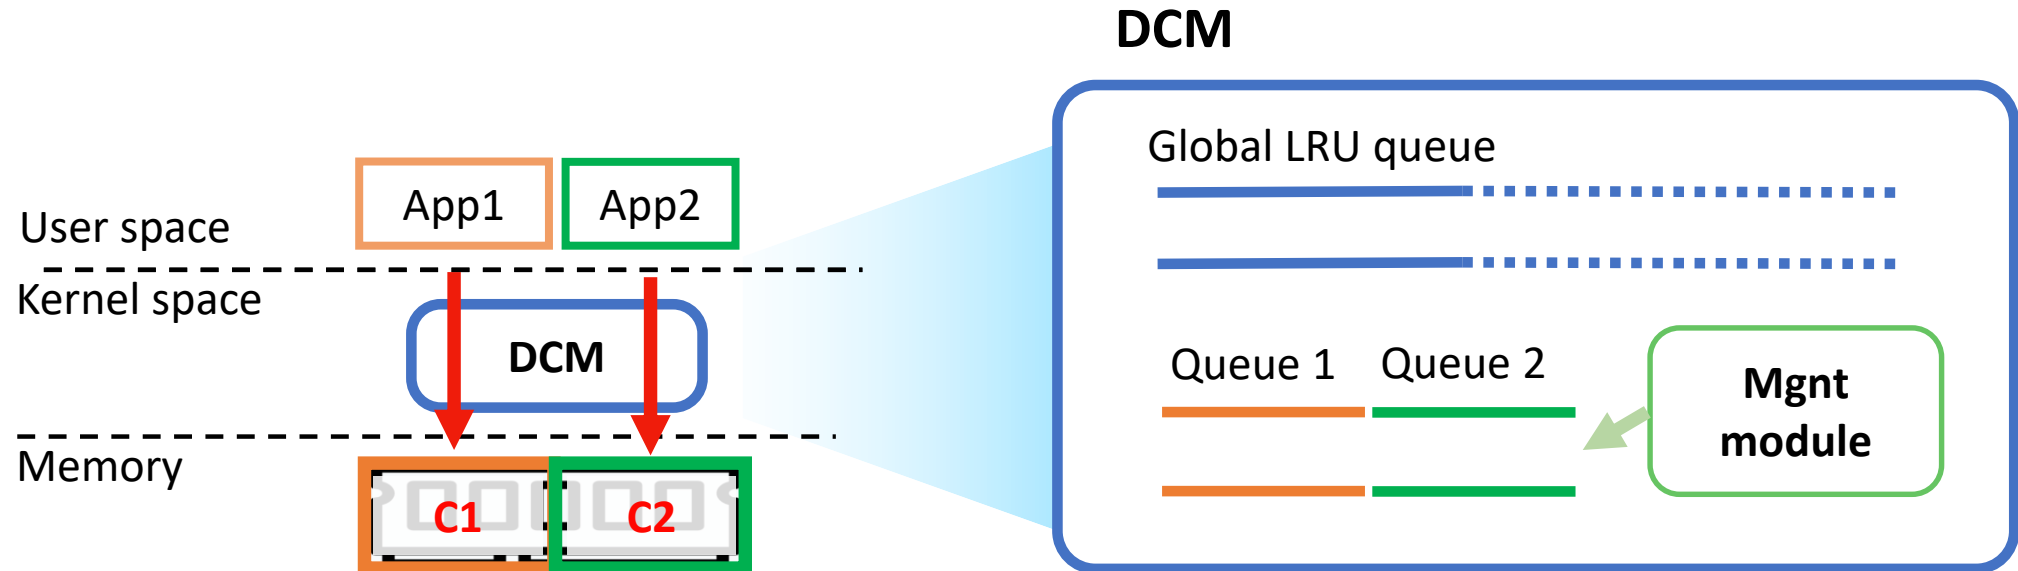 DCM
Global LRU queue
App1
App2
User space
Kernel space
DCM
Queue 1
Queue 2
Mgnt
module
Memory
C1
C2